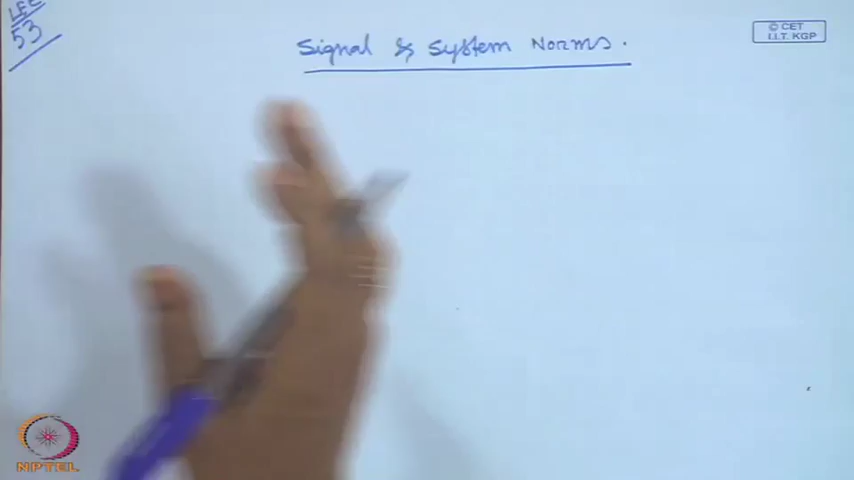 LEC
53
Signal & System Norms.
© CET
I.I.T. KGP
NPTEL